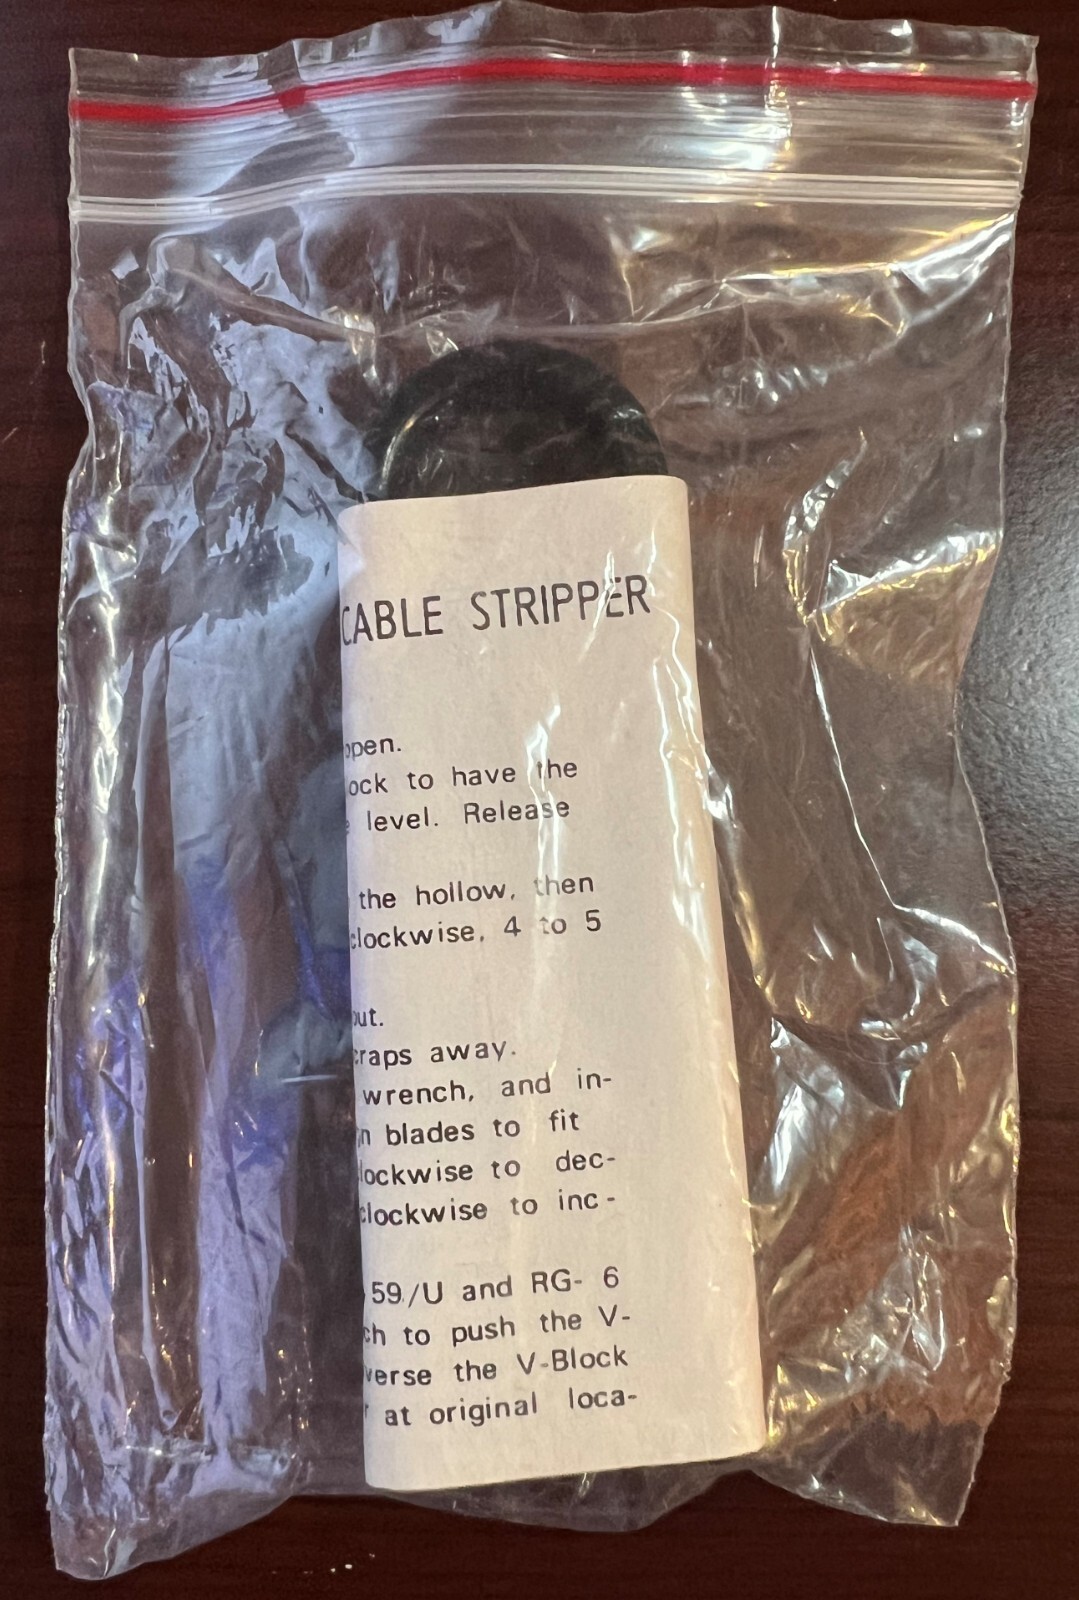 CABLE STRIPPER
open.
ock to have the
e level. Release
the hollow, then
clockwise, 4 to 5
out.
craps away.
wrench, and in-
n blades to fit
lockwise to dec-
clockwise to inc-
59/U and RG- 6
ch to push the V-
verse the V-Block
at original loca-